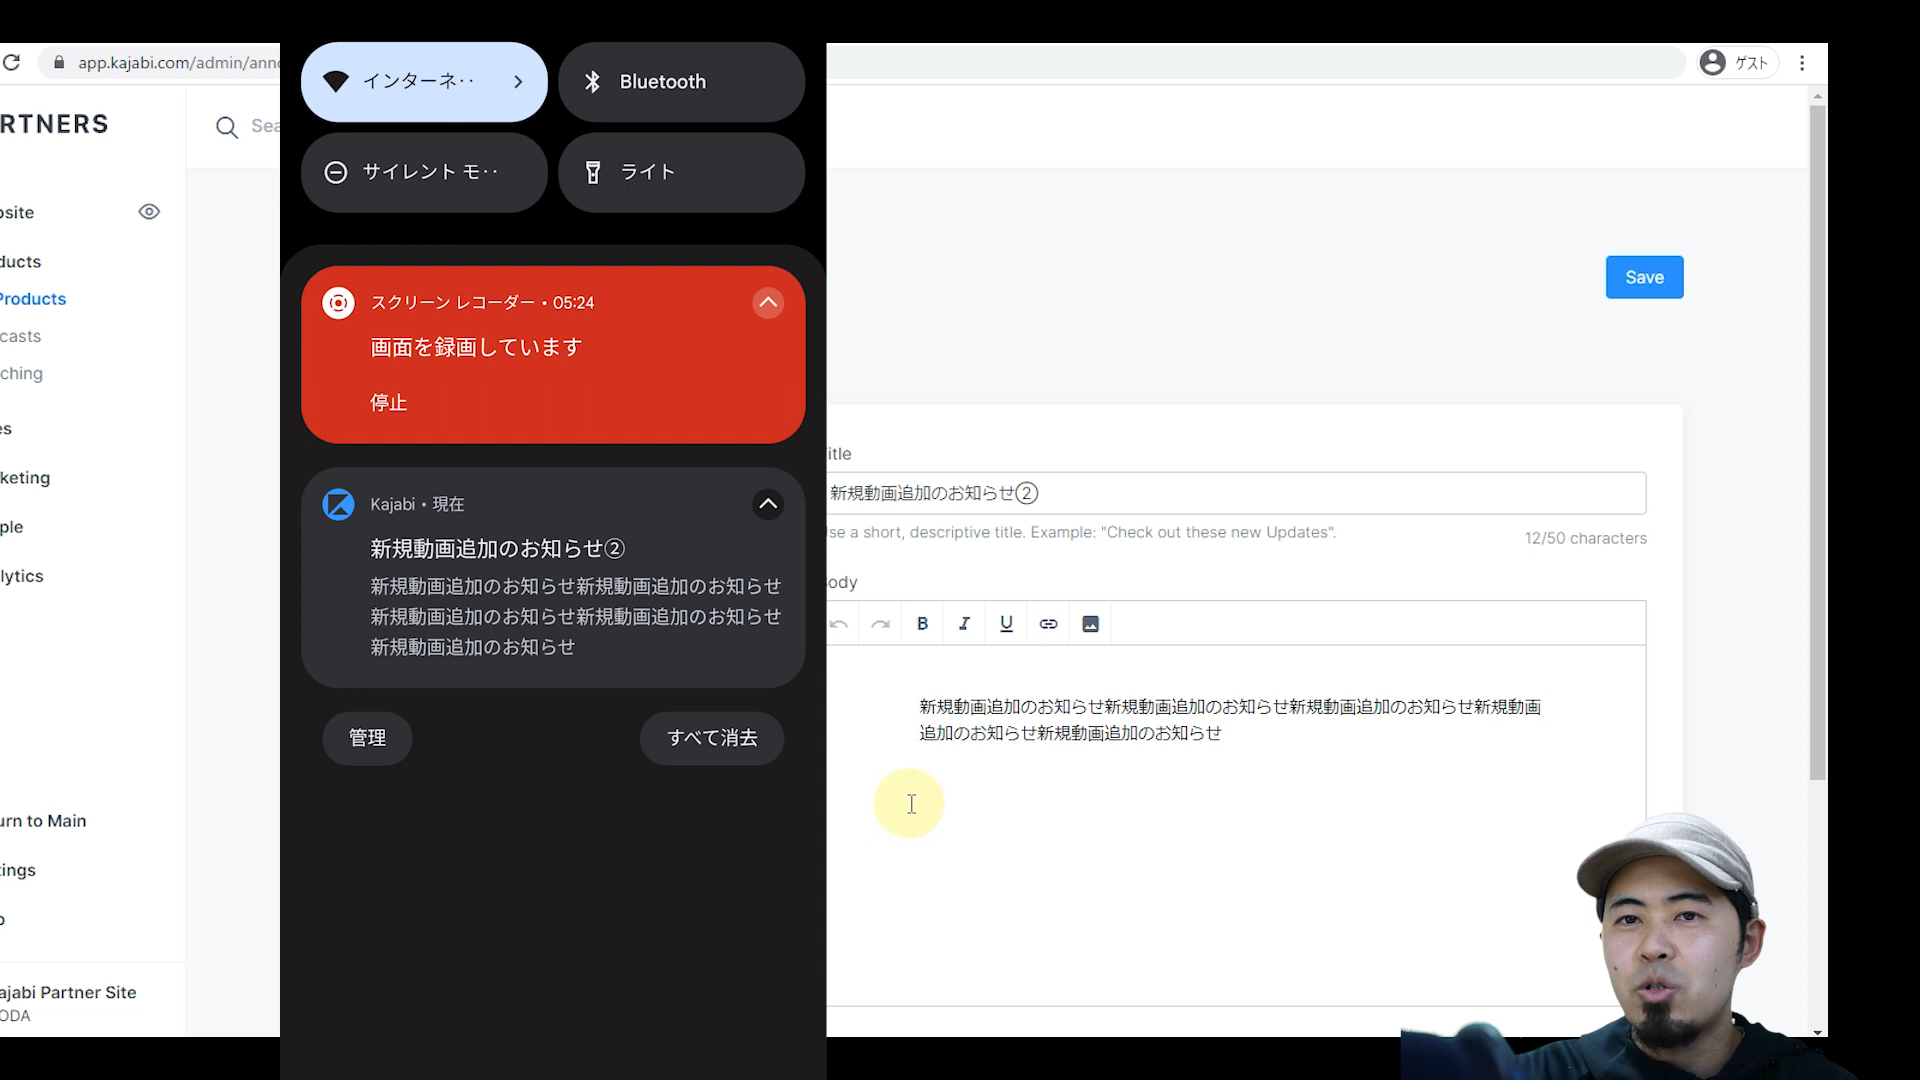 app.kajabi.com/admin/ann
ゲスト
RTNERS
Sea
site
ducts
Products
casts
ching
es
keting
ple
lytics
urn to Main
tings
ajabi Partner Site
ODA
インターネ··
Bluetooth
サイレント モ··
ライト
スクリーン レコーダー • 05:24
画面を録画しています
停止
Kajabi • 現在
新規動画追加のお知らせ②
新規動画追加のお知らせ新規動画追加のお知らせ
新規動画追加のお知らせ新規動画追加のお知らせ
新規動画追加のお知らせ
管理
すべて消去
Save
itle
新規動画追加のお知らせ②
se a short, descriptive title. Example: "Check out these new Updates".
12/50 characters
ody
B I U
新規動画追加のお知らせ新規動画追加のお知らせ新規動画追加のお知らせ新規動画
追加のお知らせ新規動画追加のお知らせ